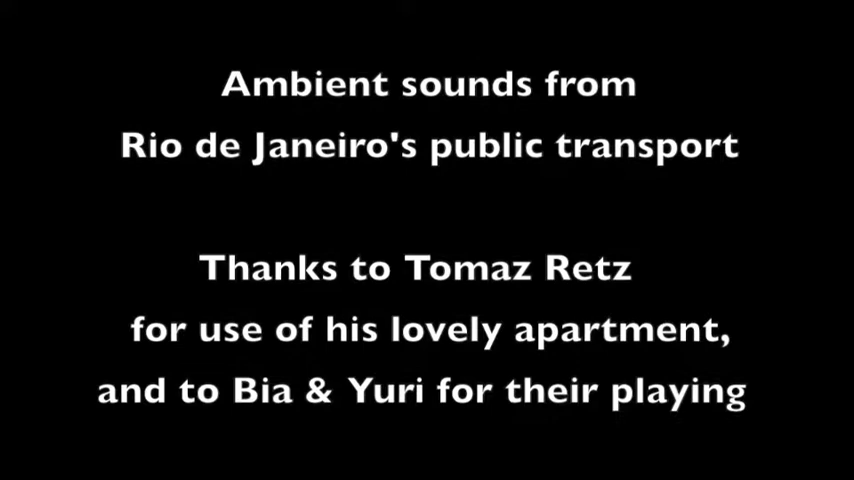 Ambient sounds from
Rio de Janeiro's public transport
Thanks to Tomaz Retz
for use of his lovely apartment,
and to Bia & Yuri for their playing